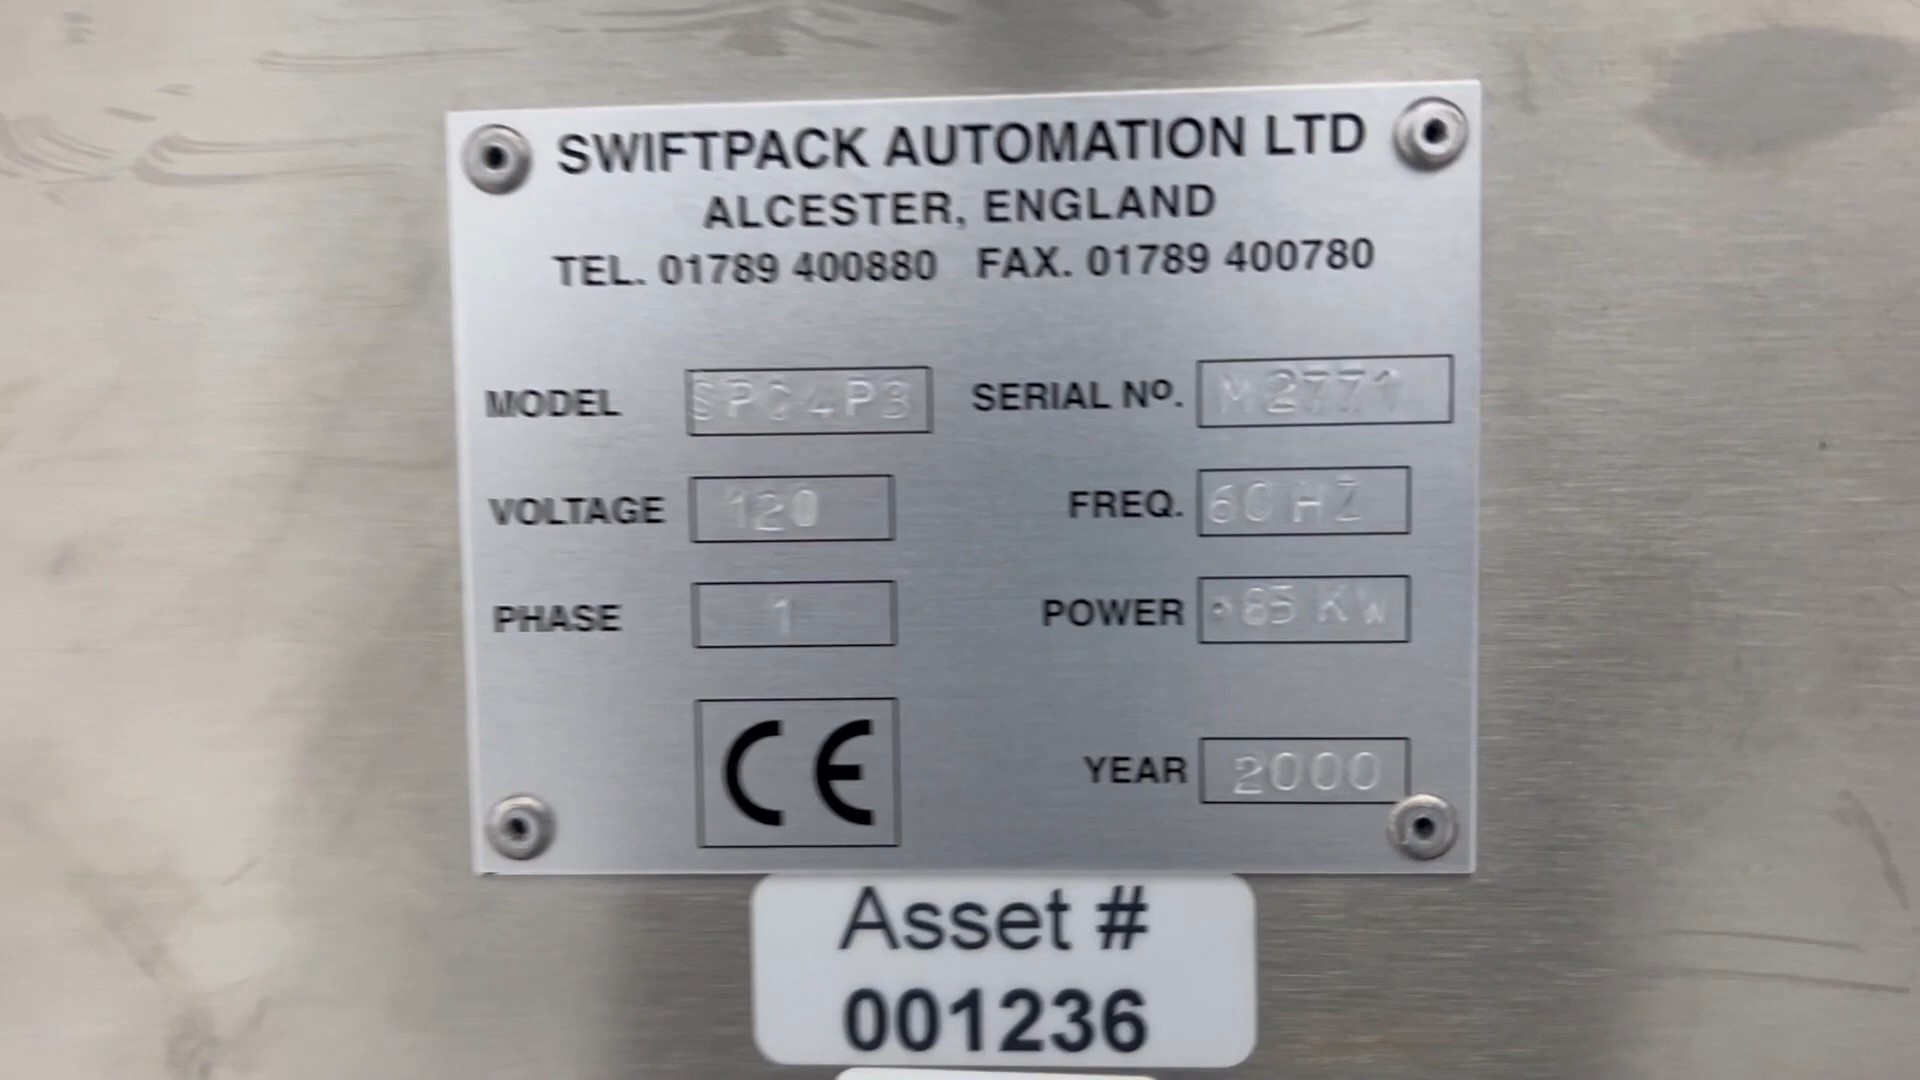 SWIFTPACK AUTOMATION LTD
ALCESTER, ENGLAND
TEL. 01789 400880 FAX. 01789 400780
MODEL SPC4P3 SERIAL Nº. M2771
VOLTAGE 120 FREQ. 60 HZ
PHASE 1 POWER .85 KW
CE YEAR 2000
Asset #
001236